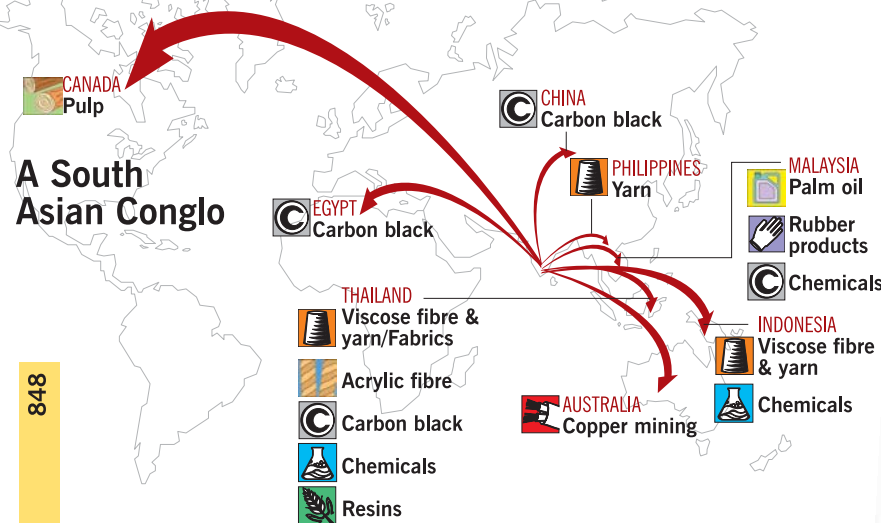 CANADA
Pulp
A South
Asian Conglo
EGYPT
Carbon black
CHINA
Carbon black
PHILIPPINES
Yarn
MALAYSIA
Palm oil
Rubber
products
Chemicals
THAILAND
Viscose fibre &
yarn/Fabrics
Acrylic fibre
Carbon black
Chemicals
Resins
INDONESIA
Viscose fibre
& yarn
Chemicals
AUSTRALIA
Copper mining
848